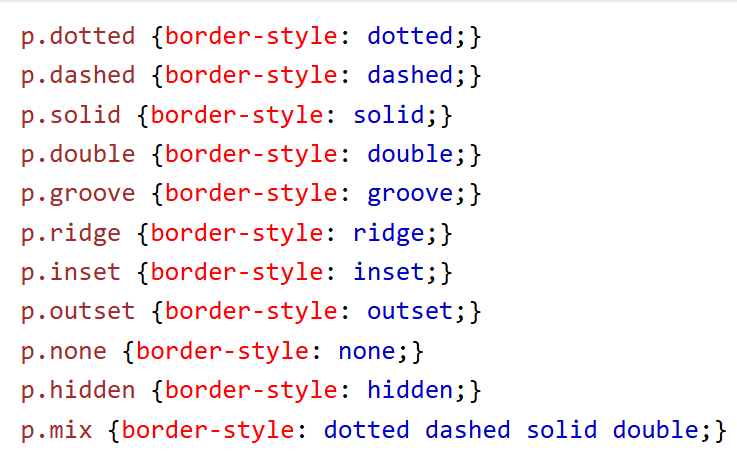 p.dotted {border-style: dotted;}
p.dashed {border-style: dashed;}
p.solid {border-style: solid;}
p.double {border-style: double;}
p.groove {border-style: groove;}
p.ridge {border-style: ridge;}
p.inset {border-style: inset;}
p.outset {border-style: outset;}
p.none {border-style: none;}
p.hidden {border-style: hidden;}
p.mix {border-style: dotted dashed solid double;}